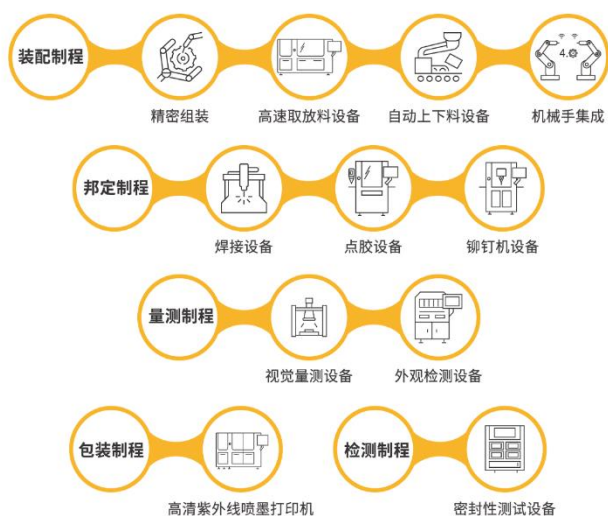 装配制程
精密组装
高速取放料设备
自动上下料设备
4.0
机械手集成
邦定制程
焊接设备
点胶设备
铆钉机设备
量测制程
视觉量测设备
外观检测设备
包装制程
高清紫外线喷墨打印机
检测制程
密封性测试设备